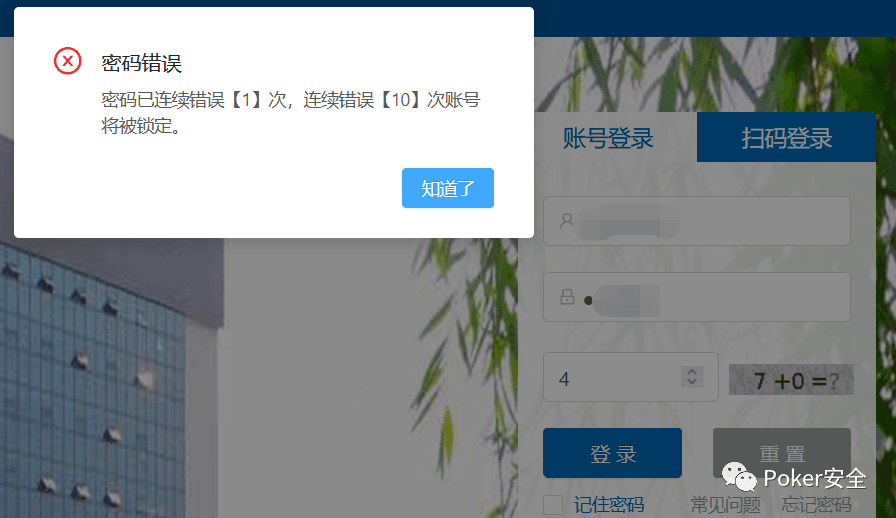 密码错误
密码已连续错误【1】次，连续错误【10】次账号
将被锁定。
知道了
账号登录 扫码登录
4 7+0=?
登 录 重 置
记住密码 常见问题 忘记密码
Poker安全